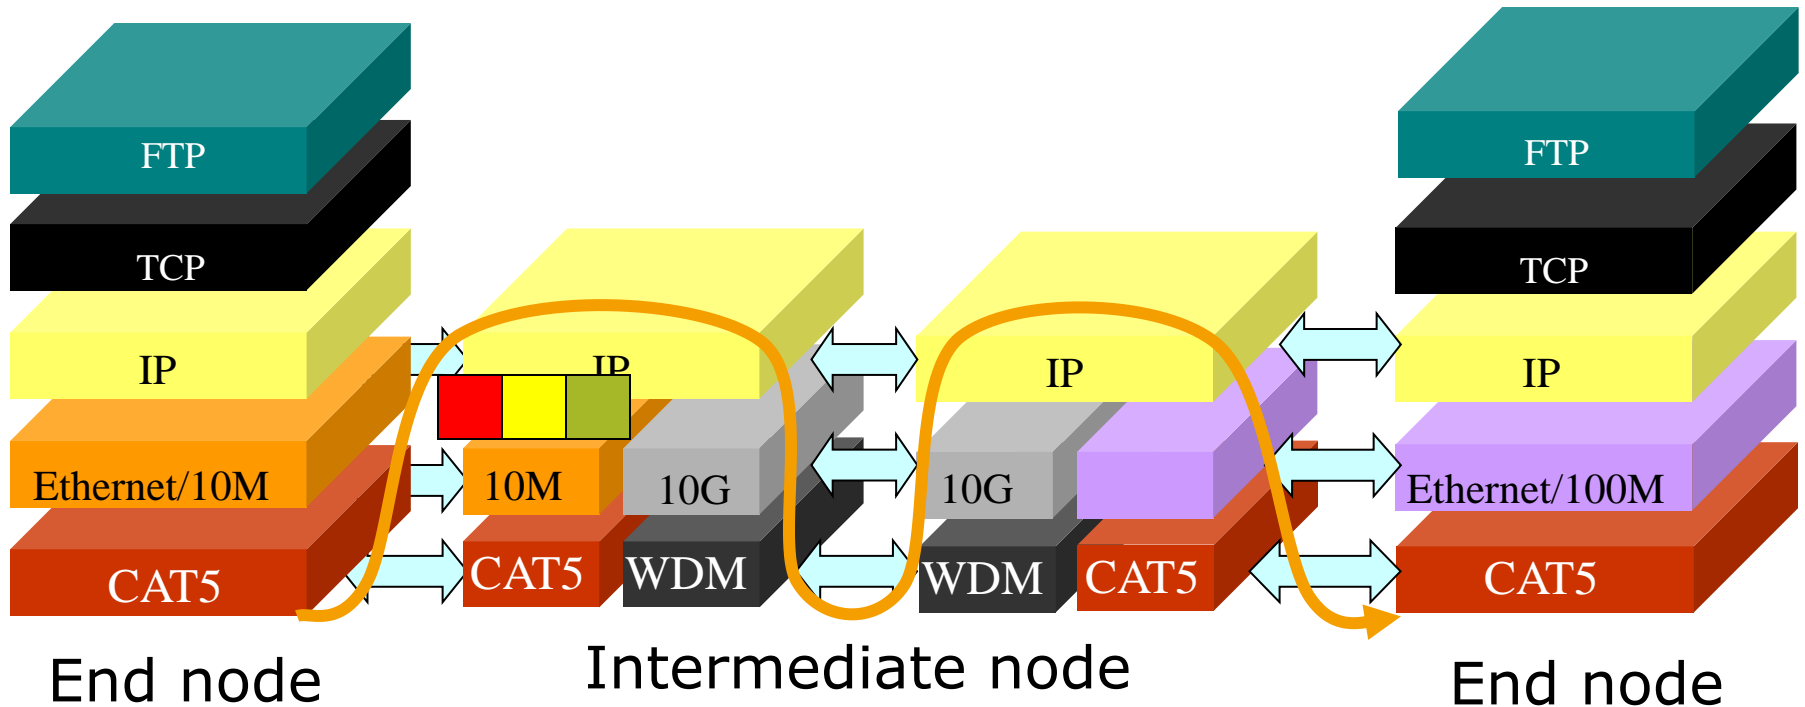 FTP
TCP
IP
Ethernet/10M
CAT5
End node
IP
10M
10G
CAT5
WDM
IP
10G
WDM
CAT5
Intermediate node
FTP
TCP
IP
Ethernet/100M
CAT5
End node